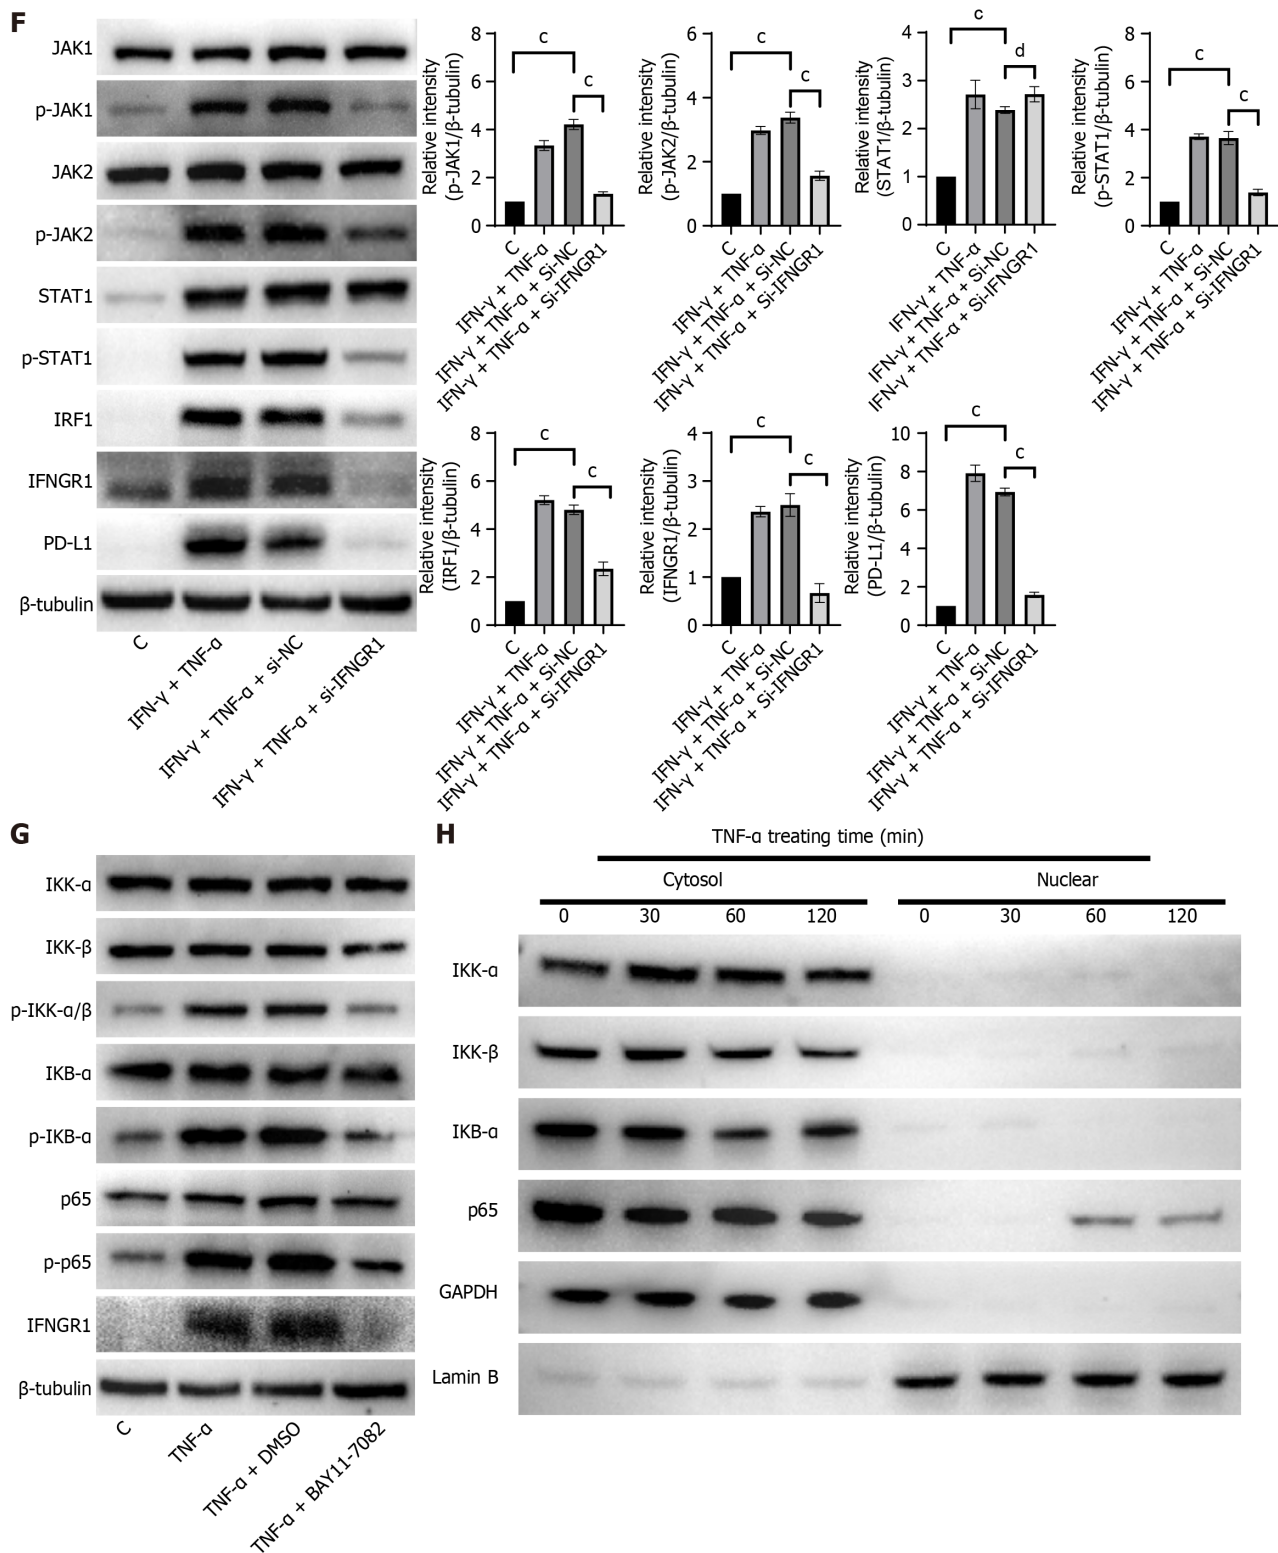 F
JAK1
p-JAK1
JAK2
p-JAK2
STAT1
p-STAT1
IRF1
IFNGR1
PD-L1
β-tubulin
C
IFN-γ + TNF-α
IFN-γ + TNF-α + si-NC
IFN-γ + TNF-α + si-IFNGR1
Relative intensity
(p-JAK1/β-tubulin)
8
6
4
2
0
c
c
C
IFN-γ + TNF-α
IFN-γ + TNF-α + Si-NC
IFN-γ + TNF-α + Si-IFNGR1
Relative intensity
(p-JAK2/β-tubulin)
6
4
2
0
c
c
C
IFN-γ + TNF-α
IFN-γ + TNF-α + Si-NC
IFN-γ + TNF-α + Si-IFNGR1
Relative intensity
(STAT1/β-tubulin)
4
3
2
1
0
c
d
C
IFN-γ + TNF-α
IFN-γ + TNF-α + Si-NC
IFN-γ + TNF-α + Si-IFNGR1
Relative intensity
(p-STAT1/β-tubulin)
8
6
4
2
0
c
c
C
IFN-γ + TNF-α
IFN-γ + TNF-α + Si-NC
IFN-γ + TNF-α + Si-IFNGR1
Relative intensity
(IRF1/β-tubulin)
8
6
4
2
0
c
c
C
IFN-γ + TNF-α
IFN-γ + TNF-α + Si-NC
IFN-γ + TNF-α + Si-IFNGR1
Relative intensity
(IFNGR1/β-tubulin)
4
3
2
1
0
c
c
C
IFN-γ + TNF-α
IFN-γ + TNF-α + Si-NC
IFN-γ + TNF-α + Si-IFNGR1
Relative intensity
(PD-L1/β-tubulin)
10
8
6
4
2
0
c
c
C
IFN-γ + TNF-α
IFN-γ + TNF-α + Si-NC
IFN-γ + TNF-α + Si-IFNGR1
G
IKK-α
IKK-β
p-IKK-α/β
IKB-α
p-IKB-α
p65
p-p65
IFNGR1
β-tubulin
C
TNF-α
TNF-α + DMSO
TNF-α + BAY11-7082
H
TNF-α treating time (min)
Cytosol Nuclear
0 30 60 120 0 30 60 120
IKK-α
IKK-β
IKB-α
p65
GAPDH
Lamin B